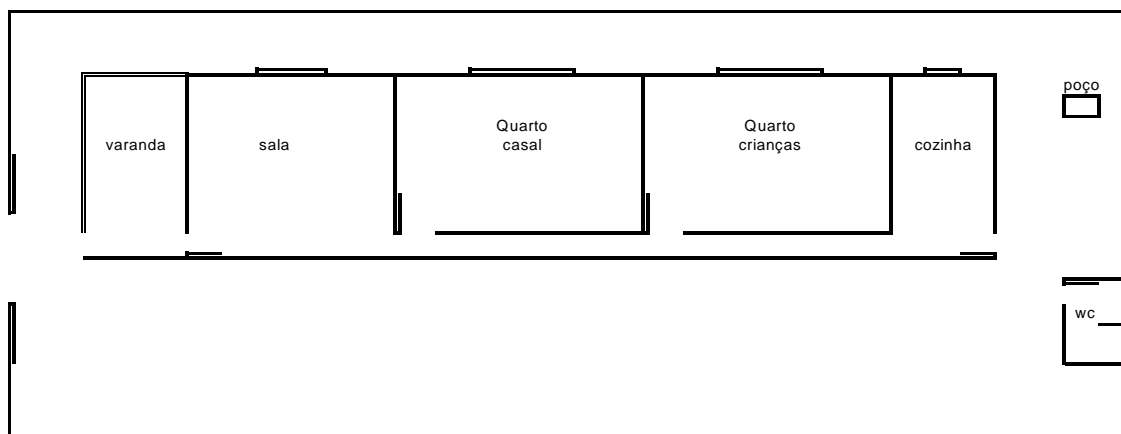 poço
Quarto
casal
Quarto
crianças
varanda
sala
cozinha
wc